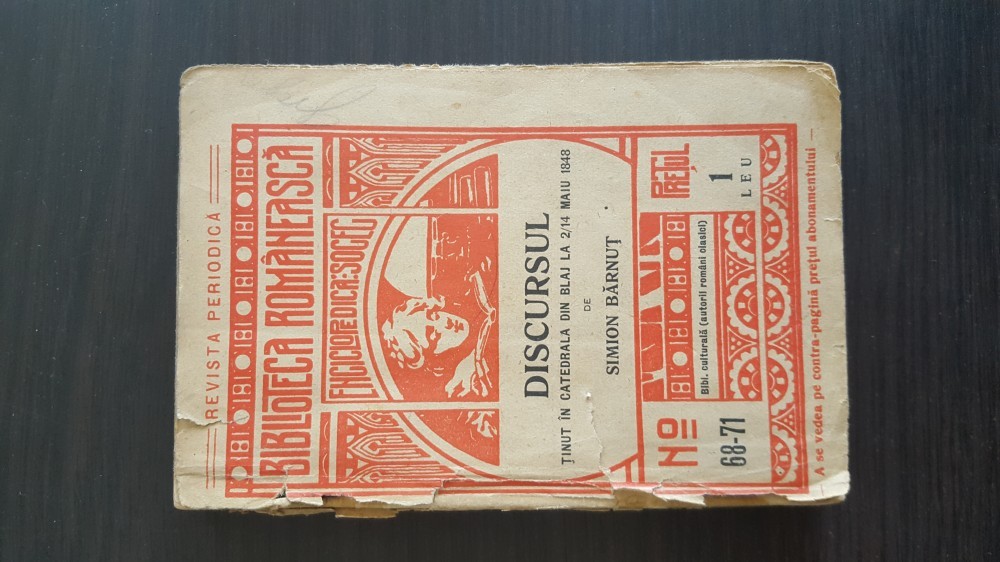 REVISTA PERIODICĂ
BIBLIOTECA ROMÂNEASCĂ
ENCICLOPEDICA:SOCEC
DISCURSUL
ȚINUT ÎN CATEDRALA DIN BLAJ LA 2/14 MAIU 1848
DE
SIMION BĂRNUȚ
No
68-71
Bibl. culturală (autorii români clasici)
PREȚUL
1
LEU
A se vedea pe contra-pagină prețul abonamentului